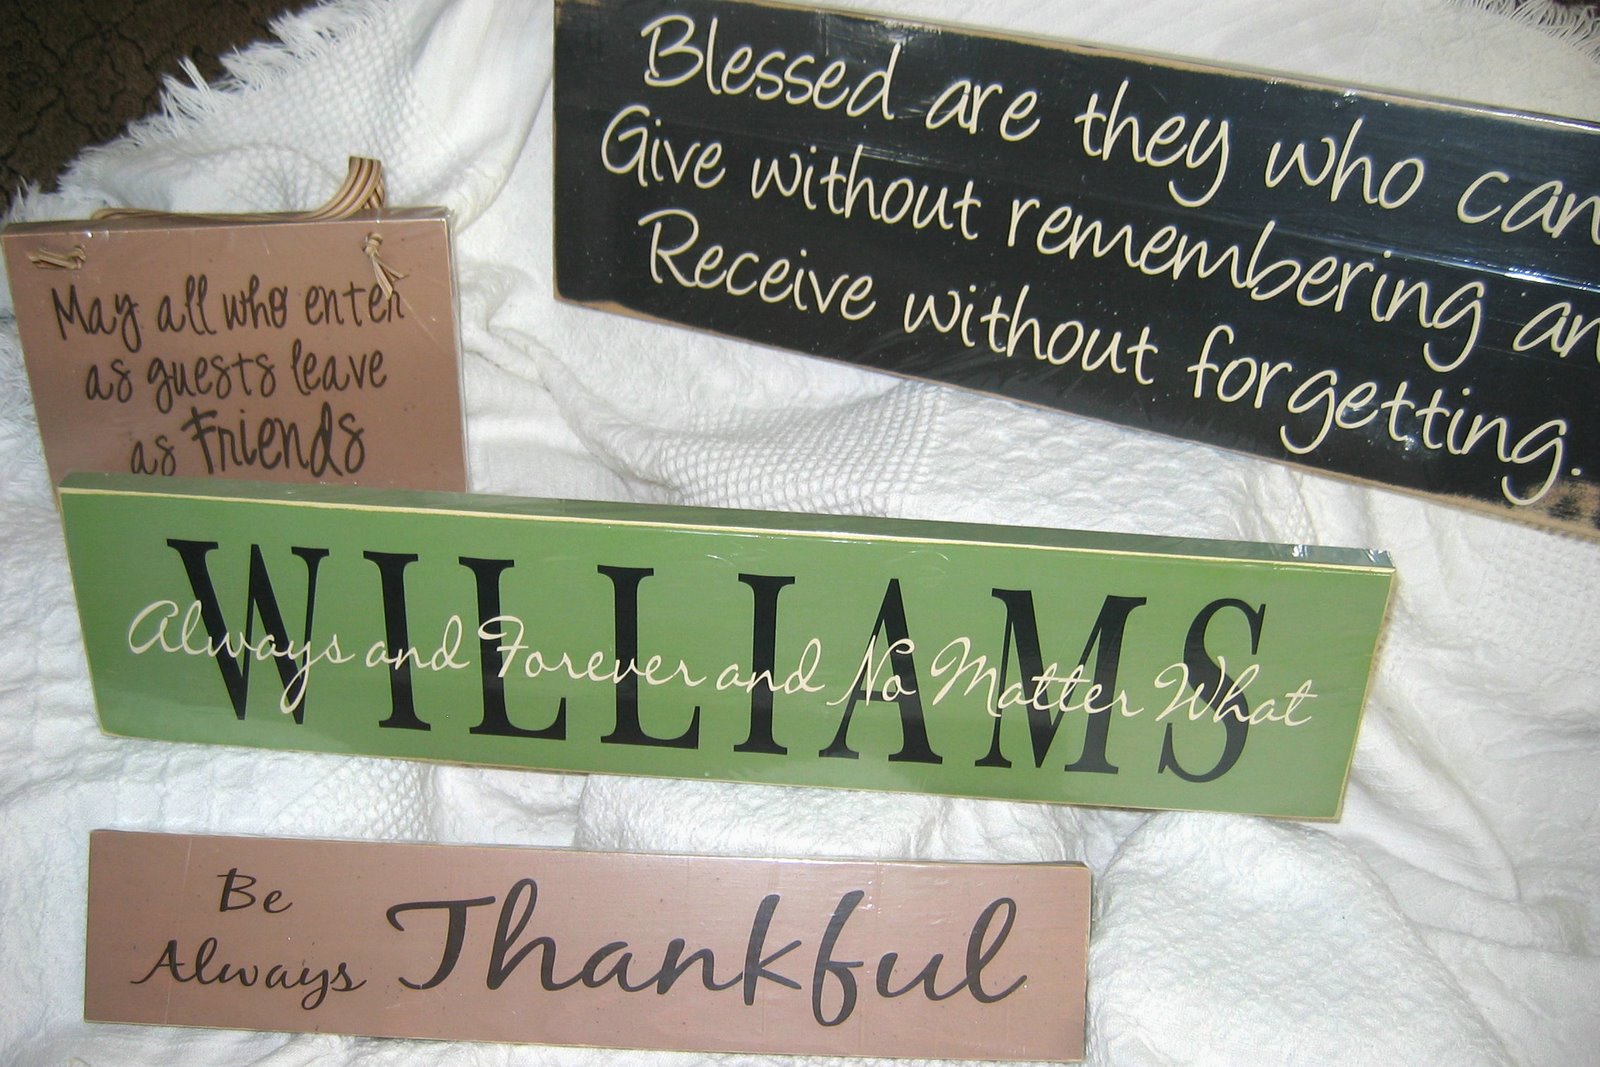 Blessed are they who can
Give without remembering an
Receive without forgetting.
May all who enter
as guests leave
as Friends
WILLIAMS
Always and Forever and No Matter What
Be
Always Thankful